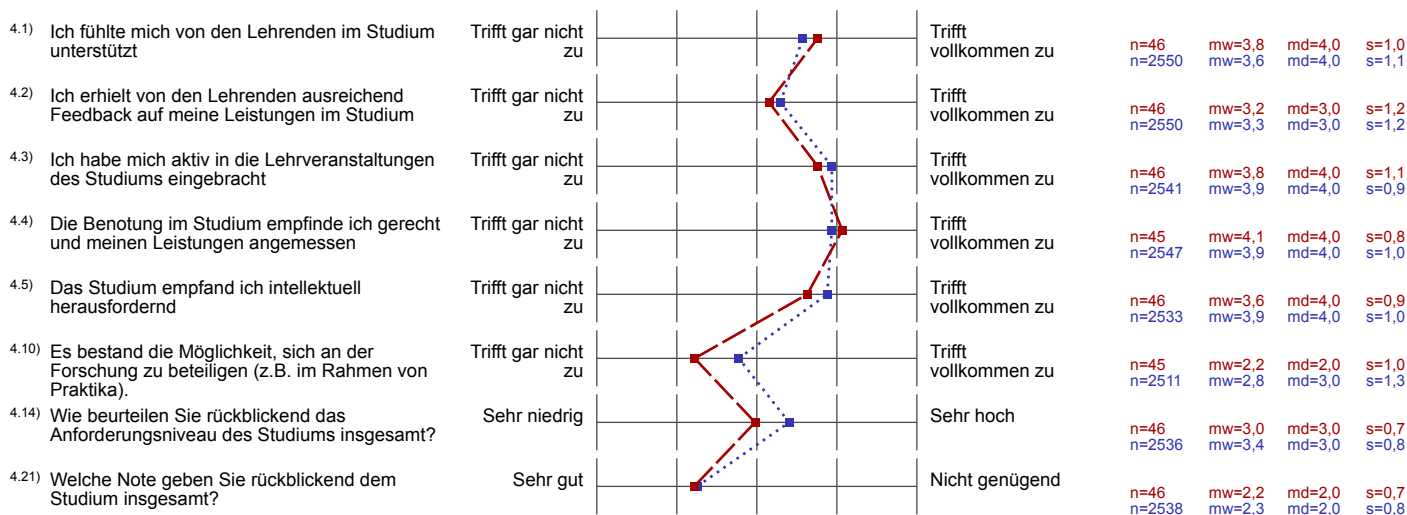 4.1) Ich fühlte mich von den Lehrenden im Studium
unterstützt
Trifft gar nicht
zu
Trifft
vollkommen zu
n=46 mw=3,8 md=4,0 s=1,0
n=2550 mw=3,6 md=4,0 s=1,1
4.2) Ich erhielt von den Lehrenden ausreichend
Feedback auf meine Leistungen im Studium
Trifft gar nicht
zu
Trifft
vollkommen zu
n=46 mw=3,2 md=3,0 s=1,2
n=2550 mw=3,3 md=3,0 s=1,2
4.3) Ich habe mich aktiv in die Lehrveranstaltungen
des Studiums eingebracht
Trifft gar nicht
zu
Trifft
vollkommen zu
n=46 mw=3,8 md=4,0 s=1,1
n=2541 mw=3,9 md=4,0 s=0,9
4.4) Die Benotung im Studium empfinde ich gerecht
und meinen Leistungen angemessen
Trifft gar nicht
zu
Trifft
vollkommen zu
n=45 mw=4,1 md=4,0 s=0,8
n=2547 mw=3,9 md=4,0 s=1,0
4.5) Das Studium empfand ich intellektuell
herausfordernd
Trifft gar nicht
zu
Trifft
vollkommen zu
n=46 mw=3,6 md=4,0 s=0,9
n=2533 mw=3,9 md=4,0 s=1,0
4.10) Es bestand die Möglichkeit, sich an der
Forschung zu beteiligen (z.B. im Rahmen von
Praktika).
Trifft gar nicht
zu
Trifft
vollkommen zu
n=45 mw=2,2 md=2,0 s=1,0
n=2511 mw=2,8 md=3,0 s=1,3
4.14) Wie beurteilen Sie rückblickend das
Anforderungsniveau des Studiums insgesamt?
Sehr niedrig
Sehr hoch
n=46 mw=3,0 md=3,0 s=0,7
n=2536 mw=3,4 md=3,0 s=0,8
4.21) Welche Note geben Sie rückblickend dem
Studium insgesamt?
Sehr gut
Nicht genügend
n=46 mw=2,2 md=2,0 s=0,7
n=2538 mw=2,3 md=2,0 s=0,8